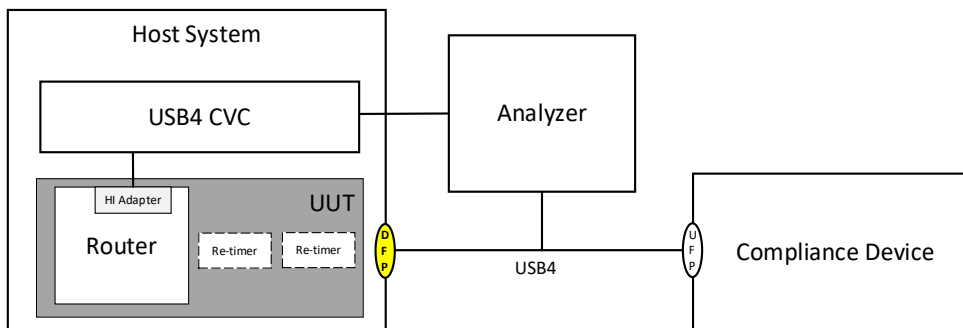 Host System
USB4 CVC
Analyzer
HI Adapter
UUT
Router
Re-timer
Re-timer
D
F
P
USB4
U
F
P
Compliance Device